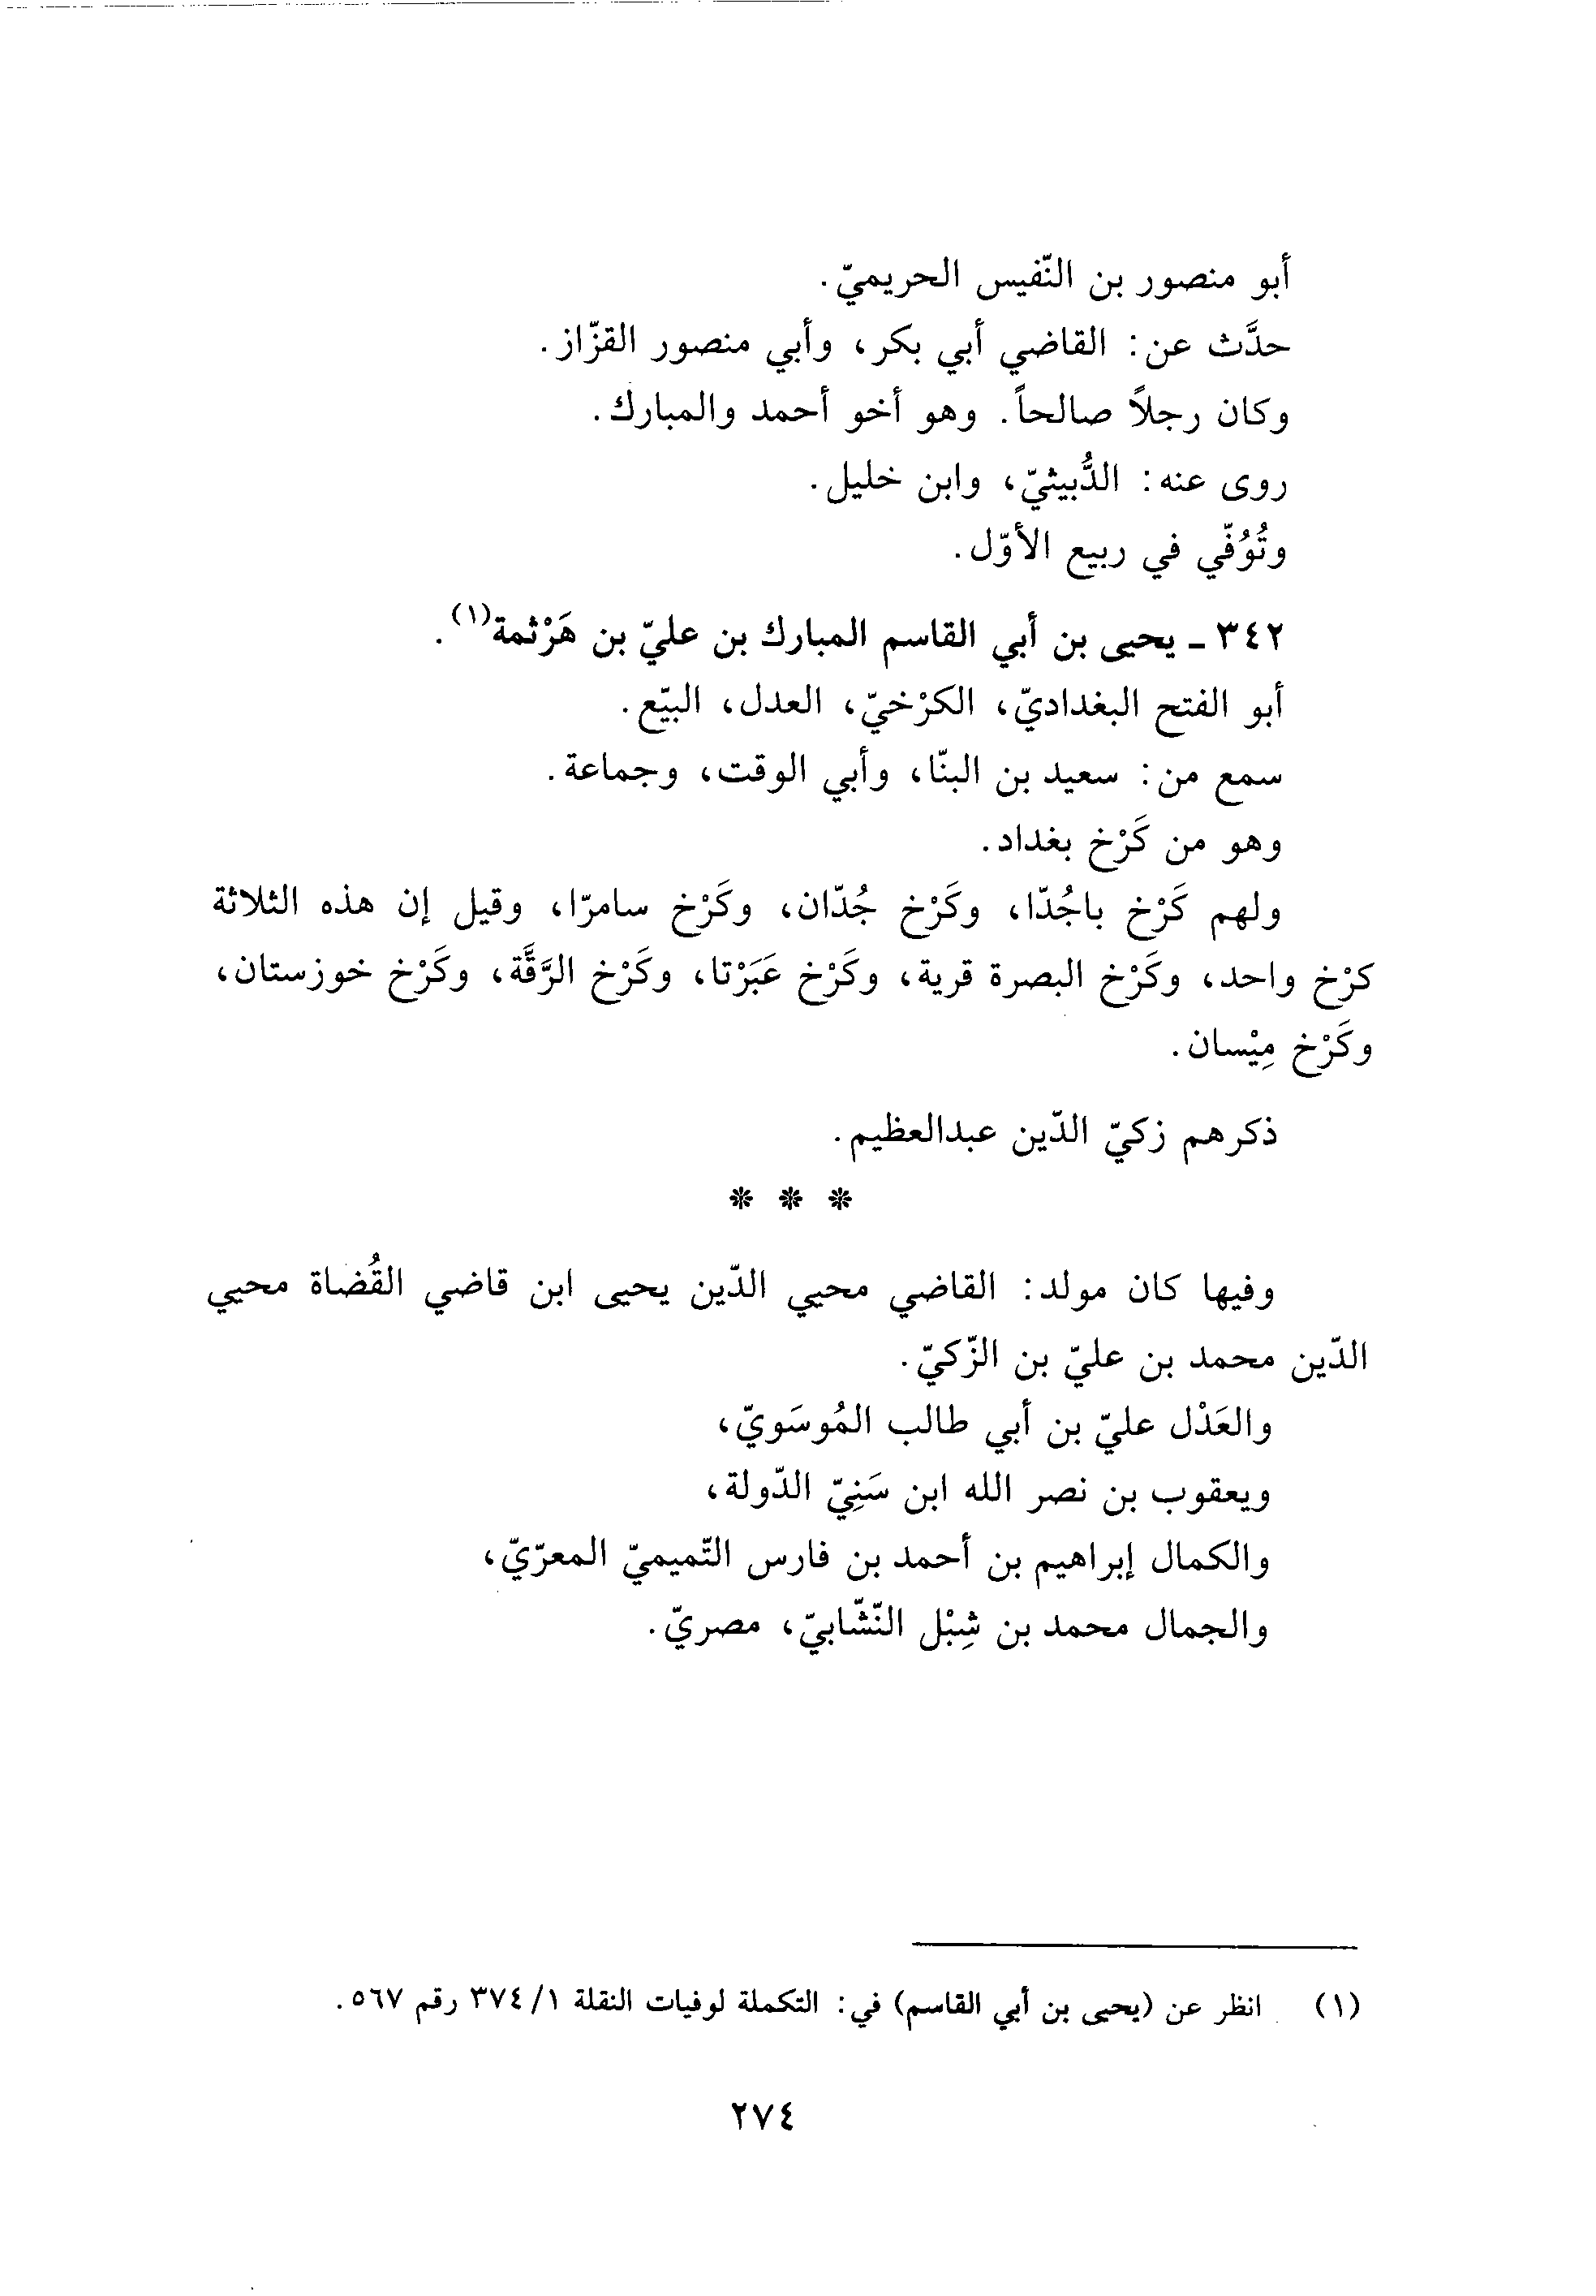 أبو منصور بن النّفيس الحريميّ.
حدَّث عن: القاضي أبي بكر، وأبي منصور القزّاز.
وكان رجلاً صالحاً. وهو أخو أحمد والمبارك.
روى عنه: الدُّبيثيّ، وابن خليل.
وتُوُفّي في ربيع الأوّل.
٣٤٢ ـ يحيى بن أبي القاسم المبارك بن عليّ بن هَرْثمة(١).
أبو الفتح البغداديّ، الكرْخيّ، العدل، البيّع.
سمع من: سعيد بن البنّا، وأبي الوقت، وجماعة.
وهو من كَرْخ بغداد.
ولهم كَرْخ باجُدّا، وكَرْخ جُدّان، وكَرْخ سامرّا، وقيل إن هذه الثلاثة
كرْخ واحد، وكَرْخ البصرة قرية، وكَرْخ عَبَرْتا، وكَرْخ الرَّقَّة، وكَرْخ خوزستان،
وكَرْخ مِيْسان.
ذكرهم زكيّ الدّين عبدالعظيم.
* * *
وفيها كان مولد: القاضي محيي الدّين يحيى ابن قاضي القُضاة محيي
الدّين محمد بن عليّ بن الزّكيّ.
والعَدْل عليّ بن أبي طالب المُوسَويّ،
ويعقوب بن نصر الله ابن سَنِيّ الدّولة،
والكمال إبراهيم بن أحمد بن فارس التّميميّ المعرّيّ،
والجمال محمد بن شِبْل النّشّابيّ، مصريّ.
(١) انظر عن (يحيى بن أبي القاسم) في: التكملة لوفيات النقلة ١/ ٣٧٤ رقم ٥٦٧.
٢٧٤